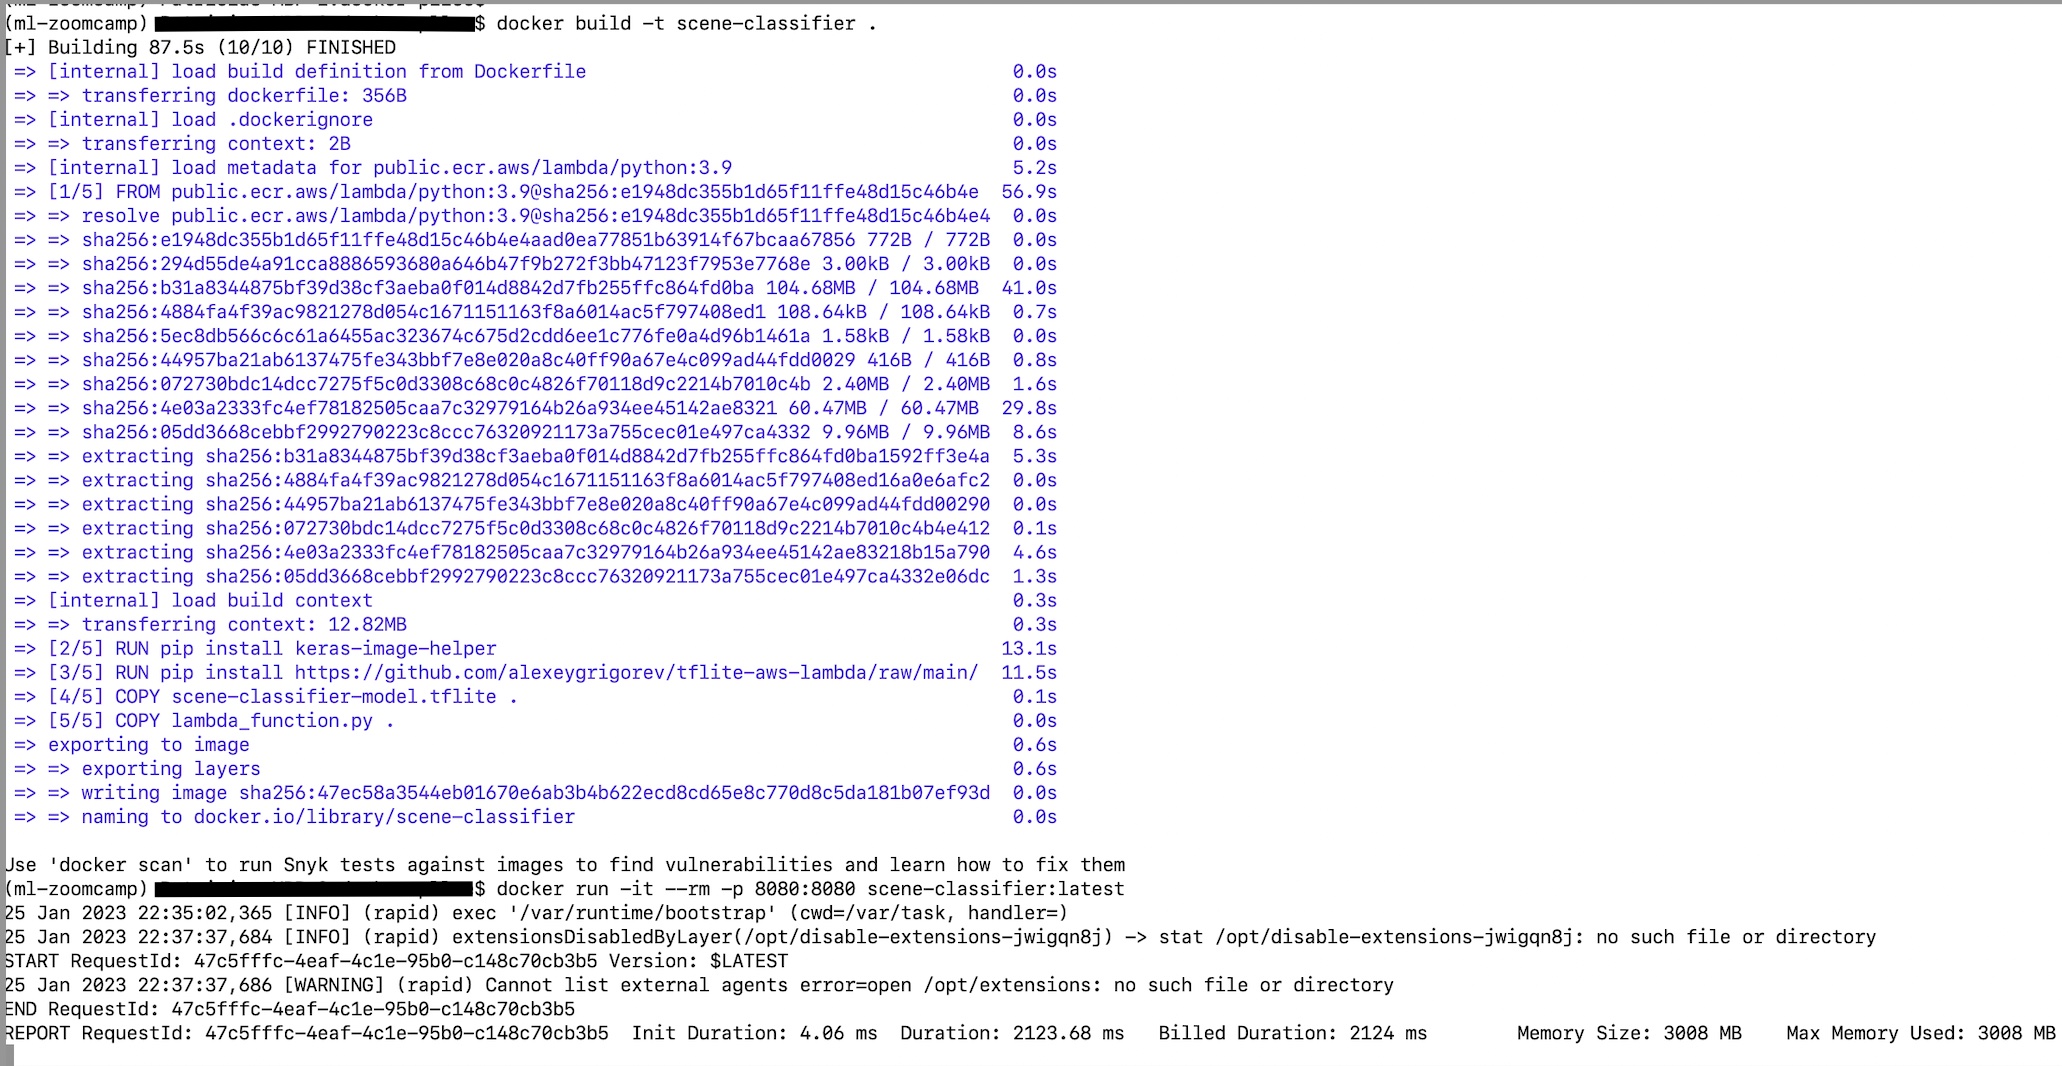 (ml-zoomcamp) $ docker build -t scene-classifier .
[+] Building 87.5s (10/10) FINISHED
=> [internal] load build definition from Dockerfile 0.0s
=> => transferring dockerfile: 356B 0.0s
=> [internal] load .dockerignore 0.0s
=> => transferring context: 2B 0.0s
=> [internal] load metadata for public.ecr.aws/lambda/python:3.9 5.2s
=> [1/5] FROM public.ecr.aws/lambda/python:3.9@sha256:e1948dc355b1d65f11ffe48d15c46b4e 56.9s
=> => resolve public.ecr.aws/lambda/python:3.9@sha256:e1948dc355b1d65f11ffe48d15c46b4e4 0.0s
=> => sha256:e1948dc355b1d65f11ffe48d15c46b4e4aad0ea77851b63914f67bcaa67856 772B / 772B 0.0s
=> => sha256:294d55de4a91cca8886593680a646b47f9b272f3bb47123f7953e7768e 3.00kB / 3.00kB 0.0s
=> => sha256:b31a8344875bf39d38cf3aeba0f014d8842d7fb255ffc864fd0ba 104.68MB / 104.68MB 41.0s
=> => sha256:4884fa4f39ac9821278d054c1671151163f8a6014ac5f797408ed1 108.64kB / 108.64kB 0.7s
=> => sha256:5ec8db566c6c61a6455ac323674c675d2cdd6ee1c776fe0a4d96b1461a 1.58kB / 1.58kB 0.0s
=> => sha256:44957ba21ab6137475fe343bbf7e8e020a8c40ff90a67e4c099ad44fdd0029 416B / 416B 0.8s
=> => sha256:072730bdc14dcc7275f5c0d3308c68c0c4826f70118d9c2214b7010c4b 2.40MB / 2.40MB 1.6s
=> => sha256:4e03a2333fc4ef78182505caa7c32979164b26a934ee45142ae8321 60.47MB / 60.47MB 29.8s
=> => sha256:05dd3668cebbf2992790223c8ccc76320921173a755cec01e497ca4332 9.96MB / 9.96MB 8.6s
=> => extracting sha256:b31a8344875bf39d38cf3aeba0f014d8842d7fb255ffc864fd0ba1592ff3e4a 5.3s
=> => extracting sha256:4884fa4f39ac9821278d054c1671151163f8a6014ac5f797408ed16a0e6afc2 0.0s
=> => extracting sha256:44957ba21ab6137475fe343bbf7e8e020a8c40ff90a67e4c099ad44fdd00290 0.0s
=> => extracting sha256:072730bdc14dcc7275f5c0d3308c68c0c4826f70118d9c2214b7010c4b4e412 0.1s
=> => extracting sha256:4e03a2333fc4ef78182505caa7c32979164b26a934ee45142ae83218b15a790 4.6s
=> => extracting sha256:05dd3668cebbf2992790223c8ccc76320921173a755cec01e497ca4332e06dc 1.3s
=> [internal] load build context 0.3s
=> => transferring context: 12.82MB 0.3s
=> [2/5] RUN pip install keras-image-helper 13.1s
=> [3/5] RUN pip install https://github.com/alexeygrigorev/tflite-aws-lambda/raw/main/ 11.5s
=> [4/5] COPY scene-classifier-model.tflite . 0.1s
=> [5/5] COPY lambda_function.py . 0.0s
=> exporting to image 0.6s
=> => exporting layers 0.6s
=> => writing image sha256:47ec58a3544eb01670e6ab3b4b622ecd8cd65e8c770d8c5da181b07ef93d 0.0s
=> => naming to docker.io/library/scene-classifier 0.0s
Use 'docker scan' to run Snyk tests against images to find vulnerabilities and learn how to fix them
(ml-zoomcamp) $ docker run -it --rm -p 8080:8080 scene-classifier:latest
25 Jan 2023 22:35:02,365 [INFO] (rapid) exec '/var/runtime/bootstrap' (cwd=/var/task, handler=)
25 Jan 2023 22:37:37,684 [INFO] (rapid) extensionsDisabledByLayer(/opt/disable-extensions-jwigqn8j) -> stat /opt/disable-extensions-jwigqn8j: no such file or directory
START RequestId: 47c5fffc-4eaf-4c1e-95b0-c148c70cb3b5 Version: $LATEST
25 Jan 2023 22:37:37,686 [WARNING] (rapid) Cannot list external agents error=open /opt/extensions: no such file or directory
END RequestId: 47c5fffc-4eaf-4c1e-95b0-c148c70cb3b5
REPORT RequestId: 47c5fffc-4eaf-4c1e-95b0-c148c70cb3b5 Init Duration: 4.06 ms Duration: 2123.68 ms Billed Duration: 2124 ms Memory Size: 3008 MB Max Memory Used: 3008 MB